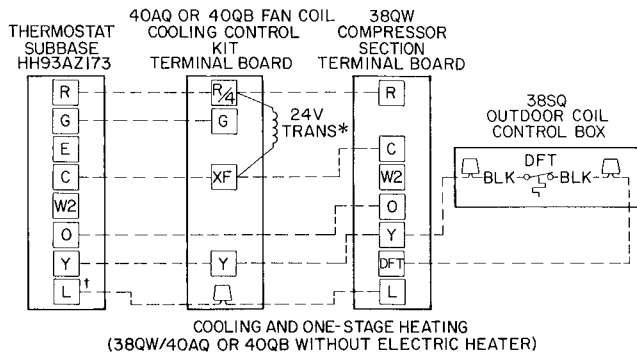 THERMOSTAT
SUBBASE
HH93AZ173
R
G
E
C
W2
O
Y
L †
40AQ OR 40QB FAN COIL
COOLING CONTROL
KIT
TERMINAL BOARD
R/4
G
XF
Y
24V
TRANS*
38QW
COMPRESSOR
SECTION
TERMINAL BOARD
R
C
W2
O
Y
DFT
L
38SQ
OUTDOOR COIL
CONTROL BOX
DFT
BLK BLK
COOLING AND ONE-STAGE HEATING
(38QW/40AQ OR 40QB WITHOUT ELECTRIC HEATER)